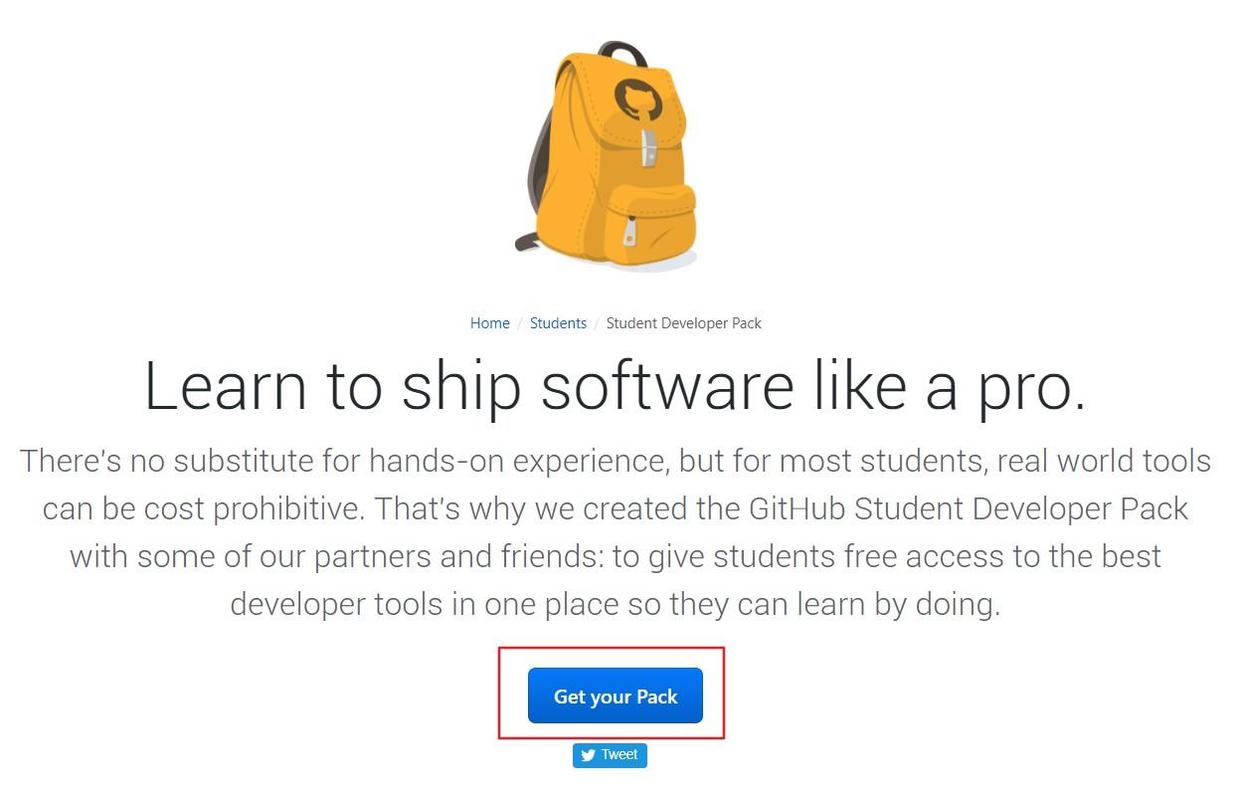 Home / Students / Student Developer Pack
Learn to ship software like a pro.
There's no substitute for hands-on experience, but for most students, real world tools
can be cost prohibitive. That's why we created the GitHub Student Developer Pack
with some of our partners and friends: to give students free access to the best
developer tools in one place so they can learn by doing.
Get your Pack
Tweet